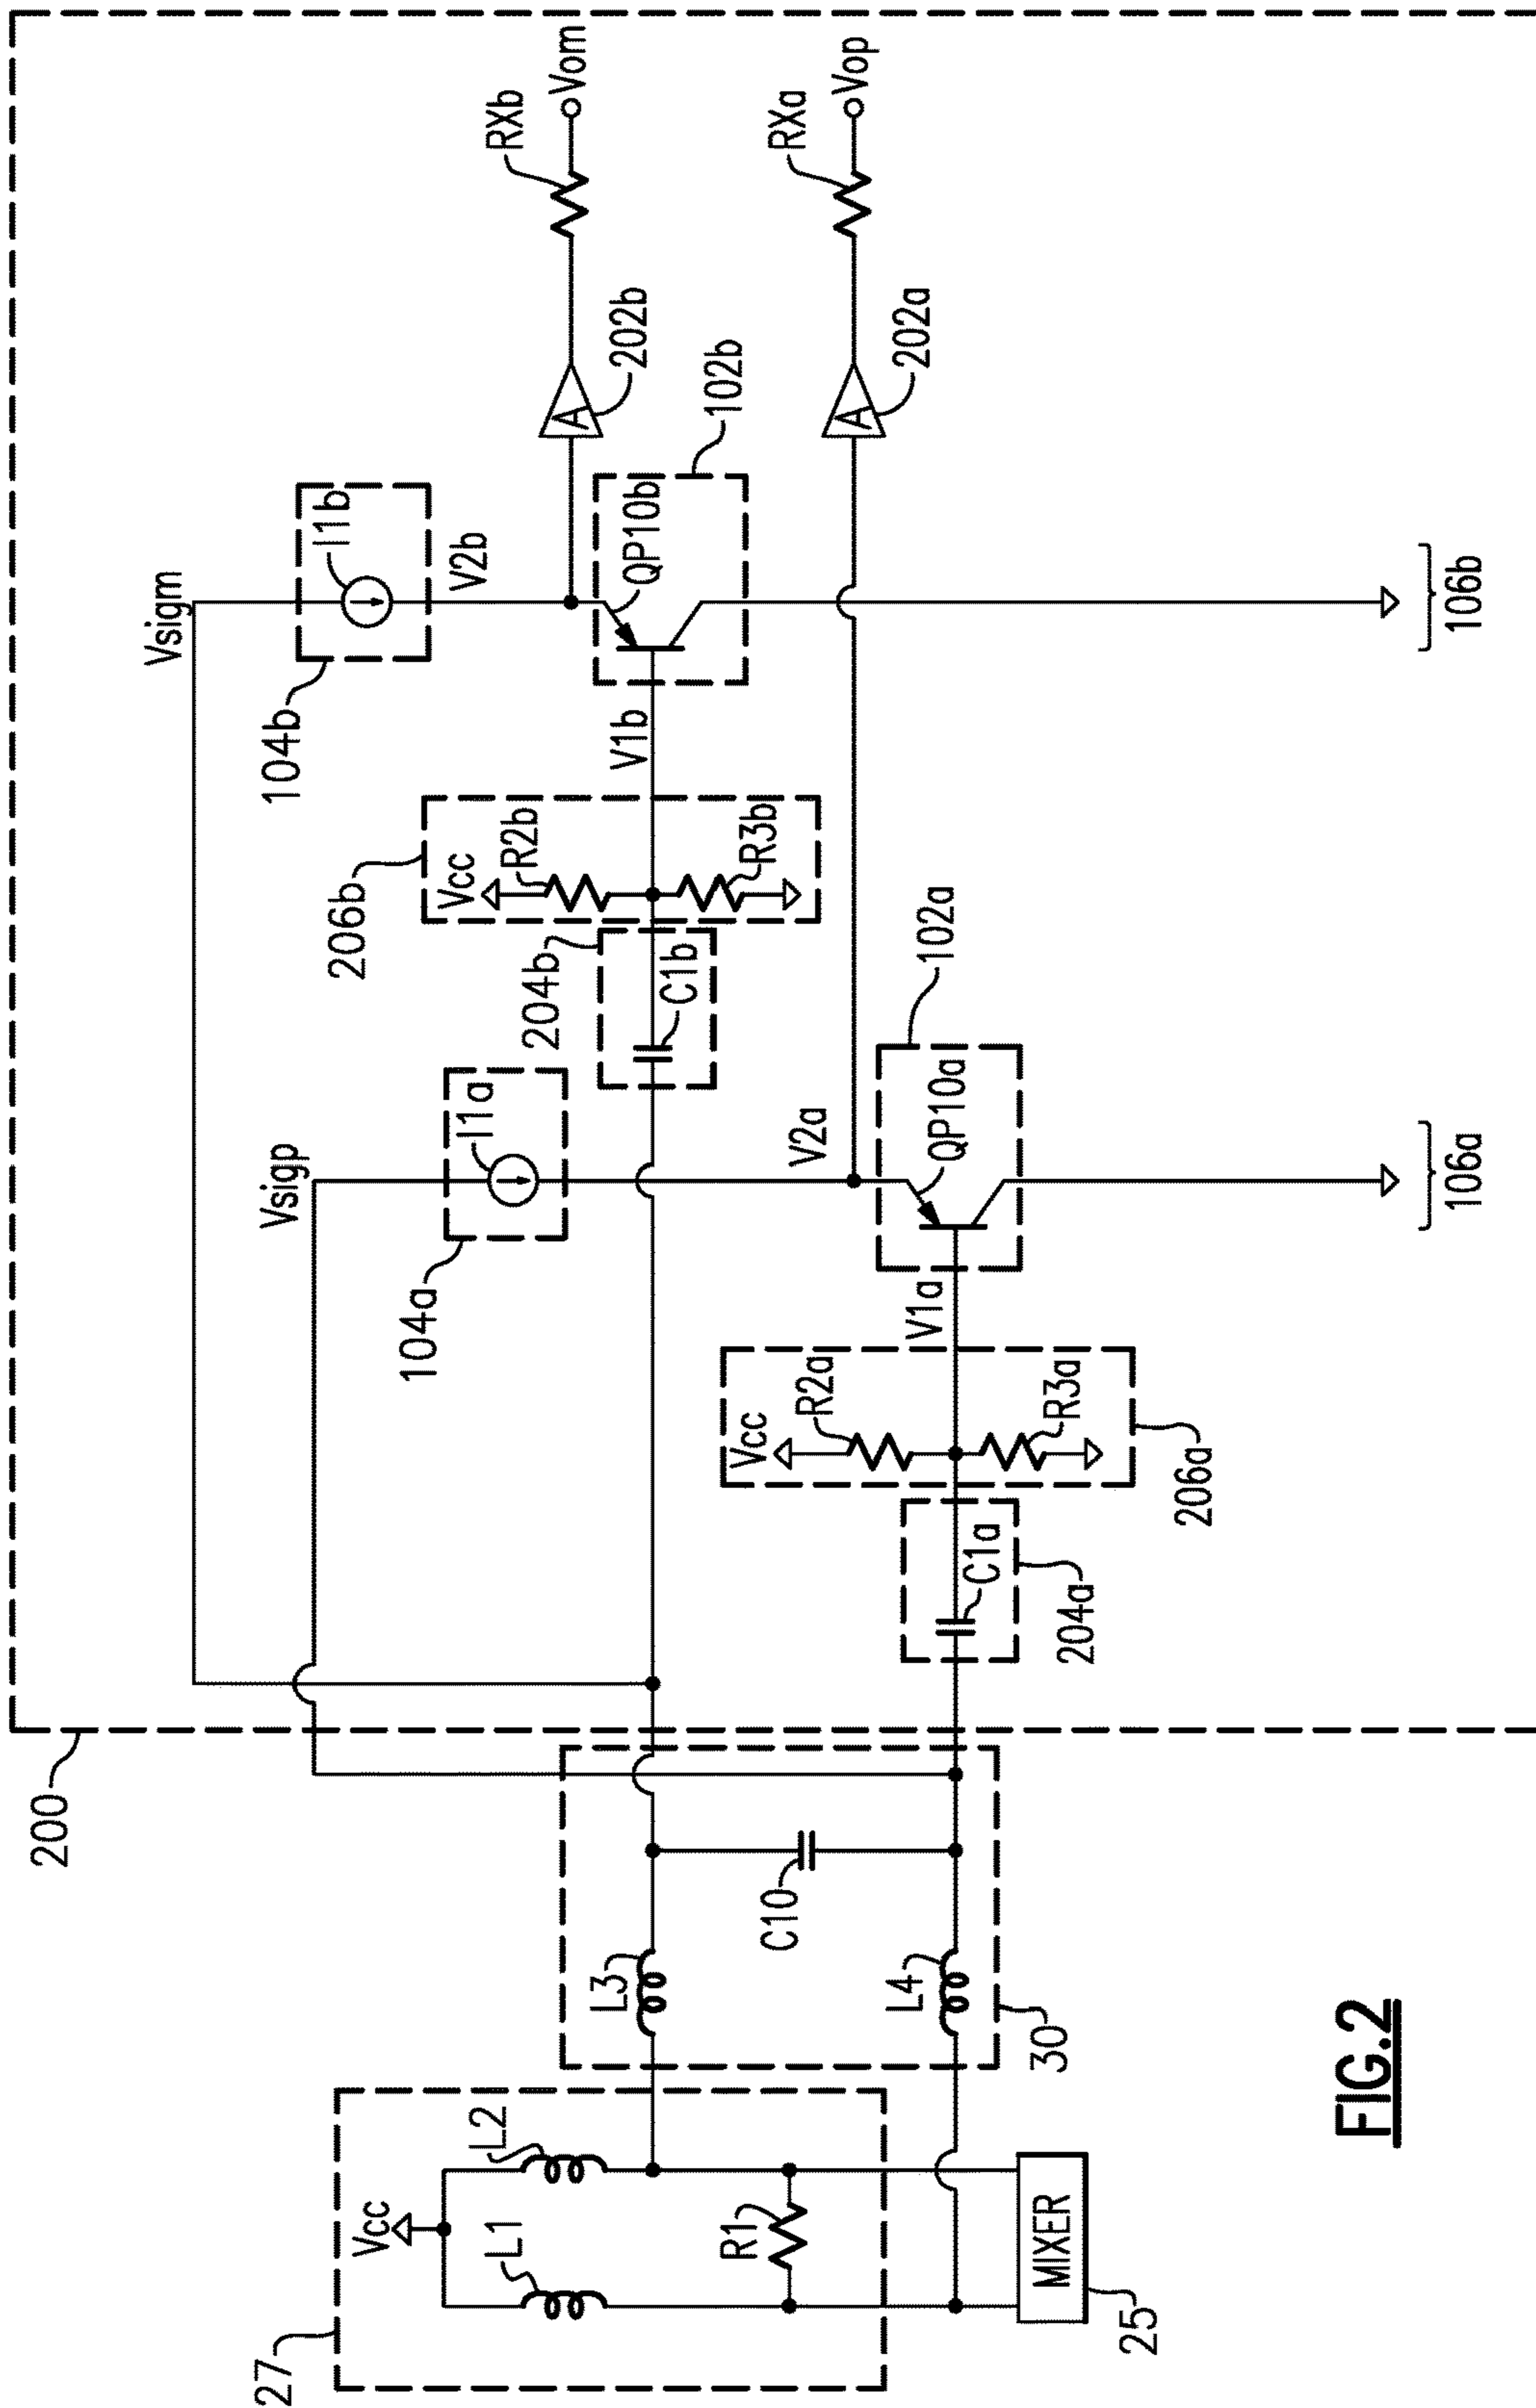 200
Vsigm
Vsigp
104b
I1b
V2b
RXb
Vom
A
202b
QP10b
102b
V1b
206b
Vcc
R2b
R3b
204b
C1b
104a
I1a
V2a
RXa
Vop
A
202a
QP10a
102a
V1a
Vcc
R2a
R3a
206a
C1a
204a
106b
106a
27
Vcc
L1
L2
R1
MIXER
25
L3
L4
C10
30
FIG.2